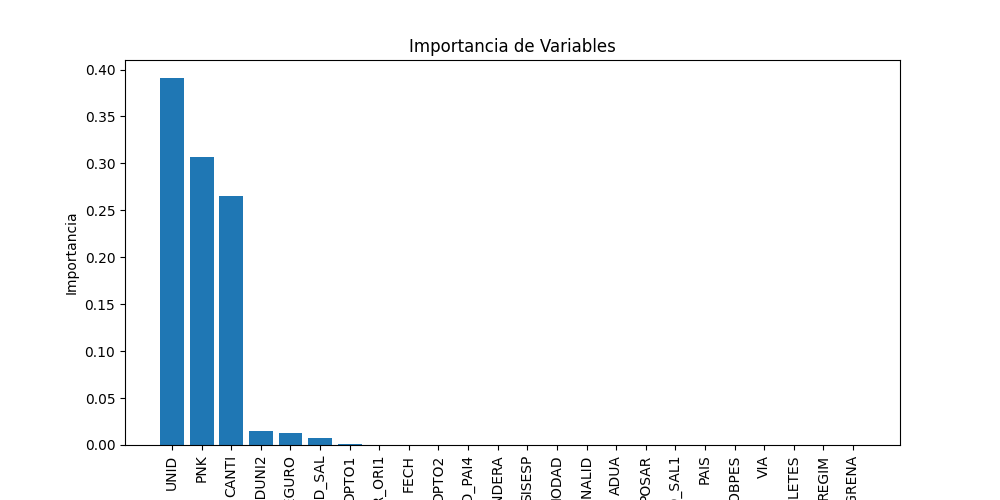 Importancia de Variables
Importancia
0.40
0.35
0.30
0.25
0.20
0.15
0.10
0.05
0.00
UNID
PNK
CANTI
DUNI2
GURO
D_SAL
OPTO1
R_ORI1
FECH
OPTO2
O_PAI4
NDERA
SISESP
ODAD
NALID
ADUA
POSAR
_SAL1
PAIS
OBPES
VIA
LETES
REGIM
GRENA